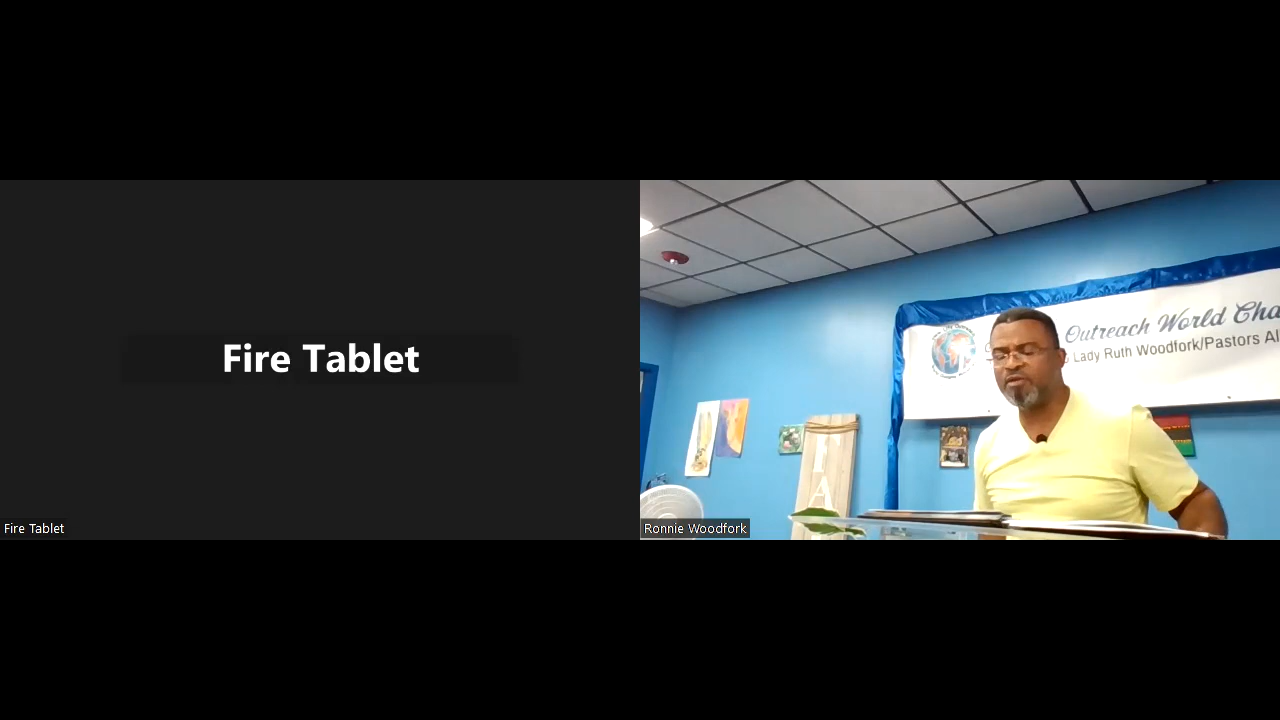 Fire Tablet
Fire Tablet
Ronnie Woodfork
Outreach World Cha
Lady Ruth Woodfork/Pastors Al